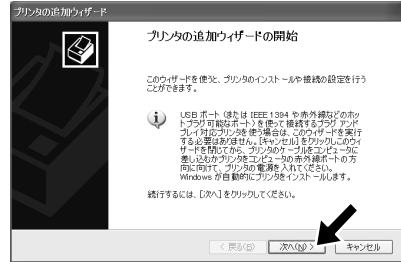 プリンタの追加ウィザード
プリンタの追加ウィザードの開始
このウィザードを使うと、プリンタのインストールや接続の設定を行う
ことができます。
USB ポート (または IEEE 1394 や赤外線などのホッ
トプラグ可能なポート) を使って接続するプラグ アンド
プレイ対応プリンタを使う場合は、このウィザードを実行
する必要はありません。[キャンセル] をクリックしてこのウィ
ザードを閉じてから、プリンタのケーブルをコンピュータに
差し込むかプリンタをコンピュータの赤外線ポートの方
向に向けて、プリンタの電源を入れてください。
Windows が自動的にプリンタをインストールします。
続行するには、[次へ] をクリックしてください。
< 戻る(B) 次へ(N) > キャンセル